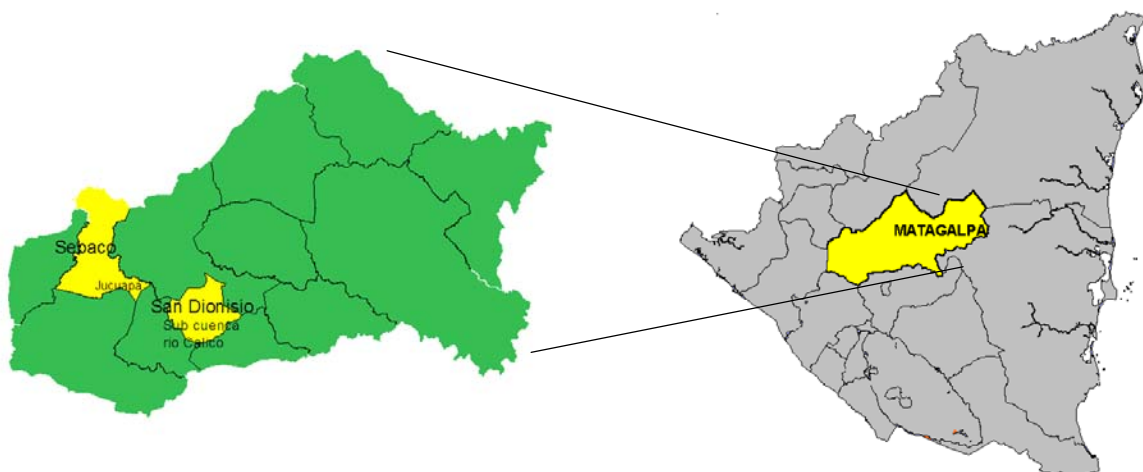 Sebaco
Jucuapa
San Dionisio
Sub cuenca
rio Calico
MATAGALPA